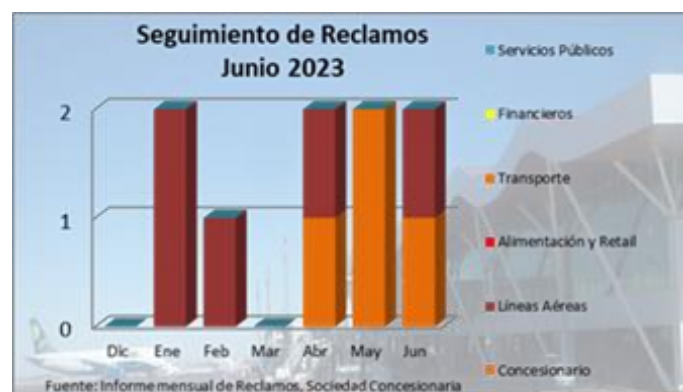 Seguimiento de Reclamos
Junio 2023
2
1
0
Dic Ene Feb Mar Abr May Jun
Servicios Públicos
Financieros
Transporte
Alimentación y Retail
Líneas Aéreas
Concesionario
Fuente: Informe mensual de Reclamos, Sociedad Concesionaria